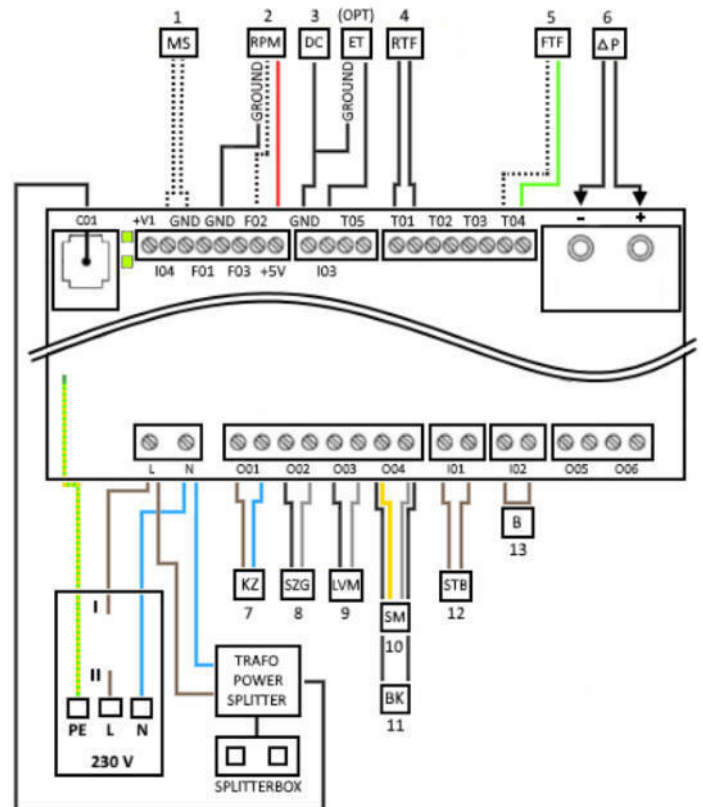 1 2 3 (OPT) 4 5 6
MS RPM DC ET RTF FTF ΔP
GROUND GROUND
- +
C01 +V1 GND GND F02 GND T05 T01 T02 T03 T04
I04 F01 F03 +5V I03
L N O01 O02 O03 O04 I01 I02 O05 O06
B
13
KZ SZG LVM STB
7 8 9 12
I
SM
10
II
TRAFO
POWER
SPLITTER
BK
11
PE L N
230 V
SPLITTERBOX